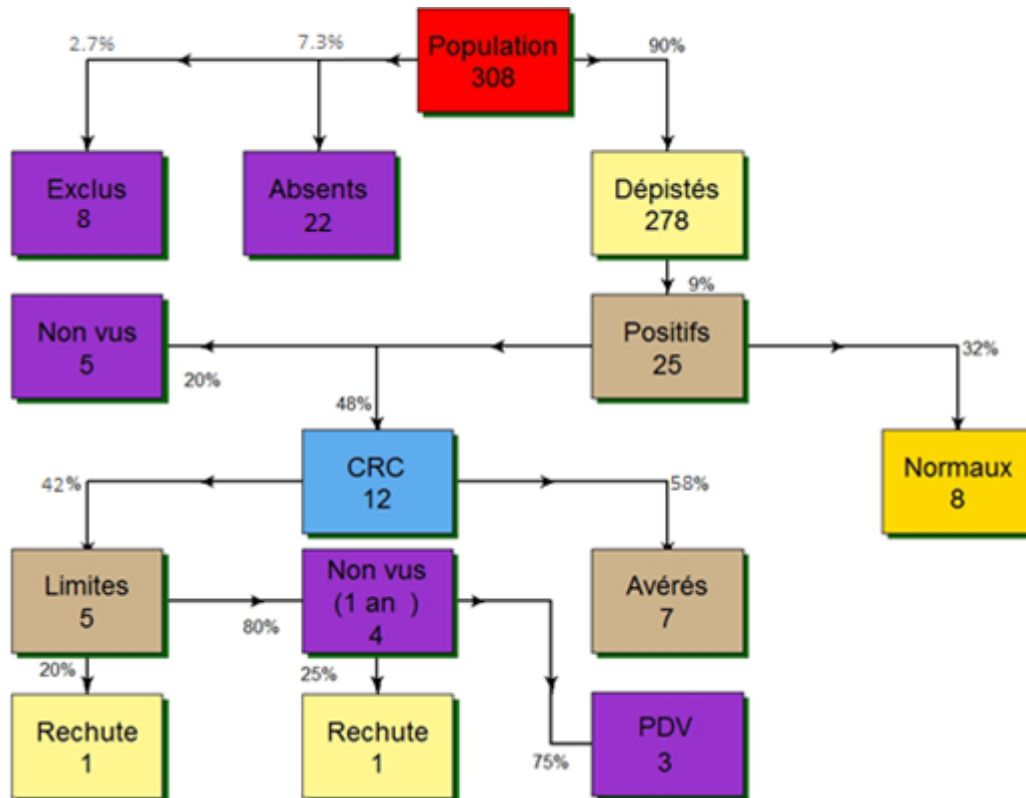 2.7%
7.3%
Population
308
90%
Exclus
8
Absents
22
Dépistés
278
9%
Non vus
5
20%
48%
Positifs
25
32%
CRC
12
Normaux
8
42%
58%
Limites
5
80%
Non vus
(1 an )
4
Avérés
7
20%
25%
75%
Rechute
1
Rechute
1
PDV
3